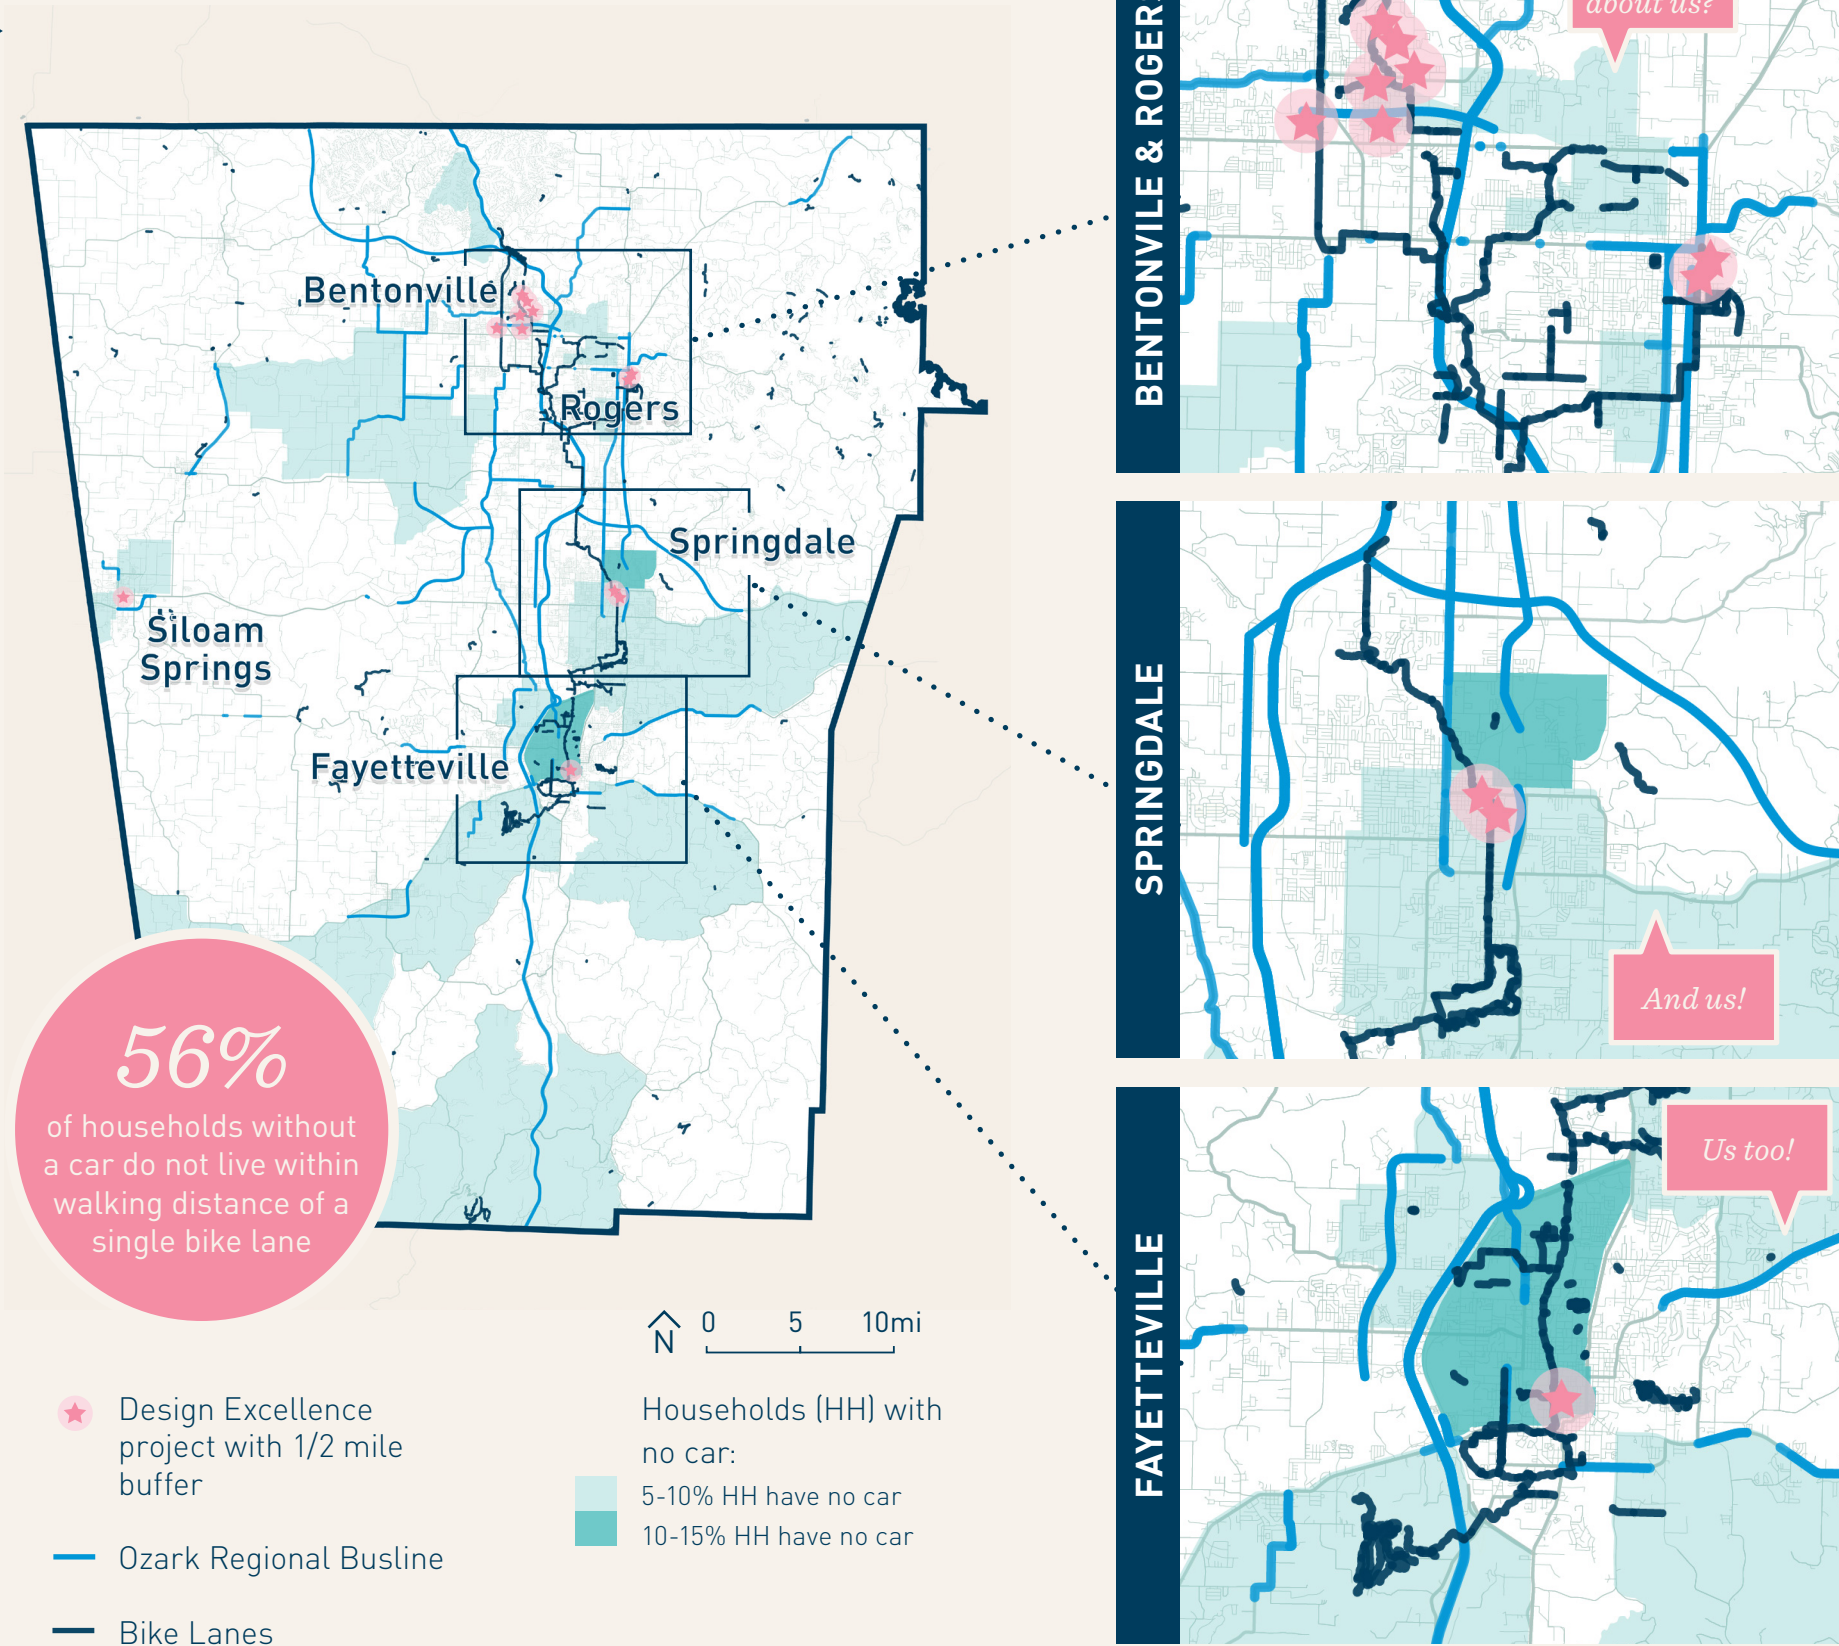 about us?
BENTONVILLE & ROGERS
Bentonville
Rogers
Springdale
Siloam
Springs
Fayetteville
SPRINGDALE
And us!
FAYETTEVILLE
Us too!
56%
of households without
a car do not live within
walking distance of a
single bike lane
N
0 5 10mi
Design Excellence
project with 1/2 mile
buffer
Ozark Regional Busline
Bike Lanes
Households (HH) with
no car:
5-10% HH have no car
10-15% HH have no car